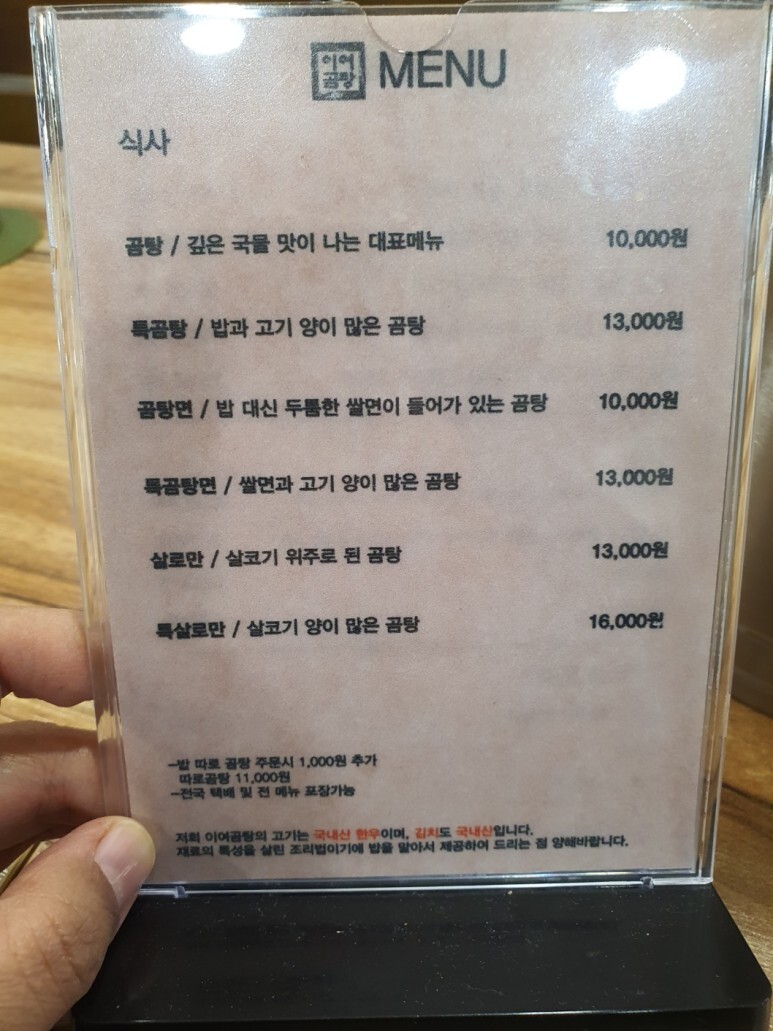 이여
곰탕 MENU
식사
곰탕 / 깊은 국물 맛이 나는 대표메뉴 10,000원
특곰탕 / 밥과 고기 양이 많은 곰탕 13,000원
곰탕면 / 밥 대신 두툼한 쌀면이 들어가 있는 곰탕 10,000원
특곰탕면 / 쌀면과 고기 양이 많은 곰탕 13,000원
살로만 / 살코기 위주로 된 곰탕 13,000원
특살로만 / 살코기 양이 많은 곰탕 16,000원
-밥 따로 곰탕 주문시 1,000원 추가
따로곰탕 11,000원
-전국 택배 및 전 메뉴 포장가능
저희 이여곰탕의 고기는 국내산 한우이며, 김치도 국내산입니다.
재료의 특성을 살린 조리법이기에 밥을 말아서 제공하여 드리는 점 양해바랍니다.